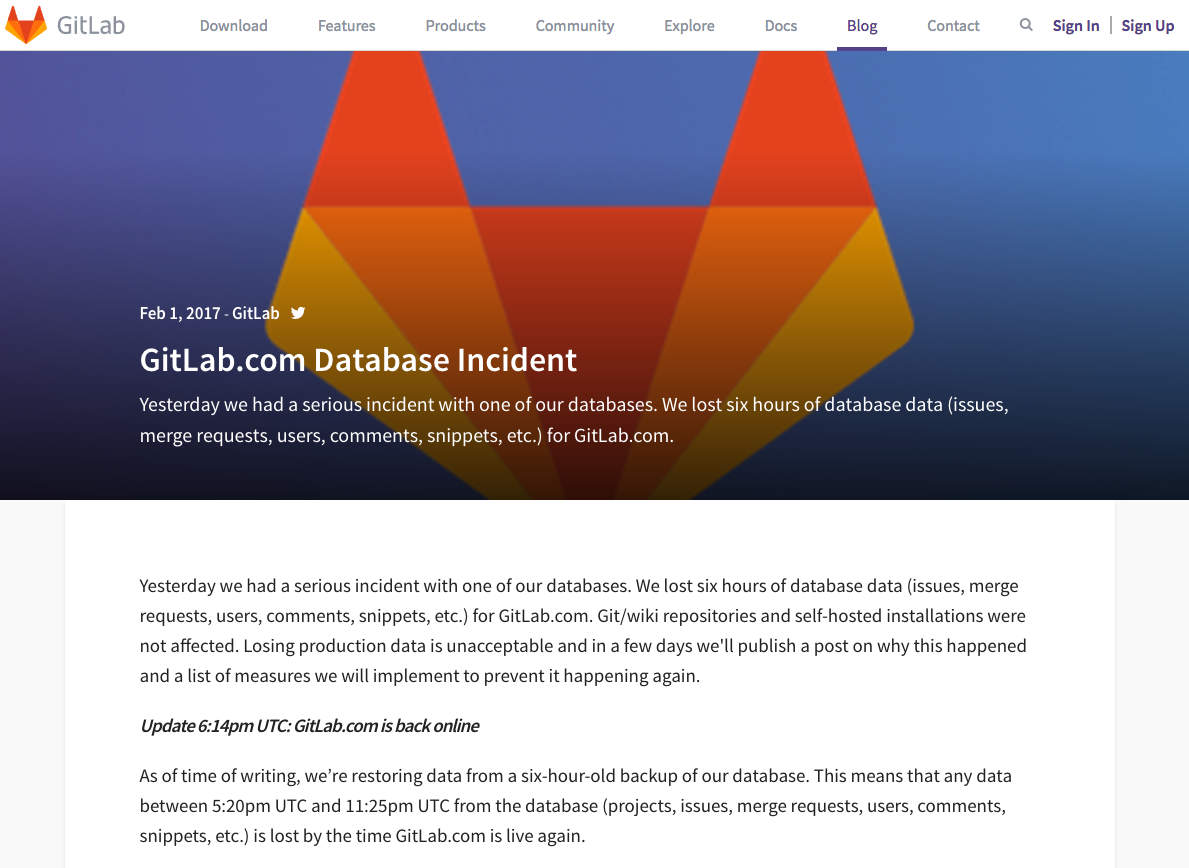 GitLab
Download Features Products Community Explore Docs Blog Contact Sign In | Sign Up
Feb 1, 2017 - GitLab
GitLab.com Database Incident
Yesterday we had a serious incident with one of our databases. We lost six hours of database data (issues,
merge requests, users, comments, snippets, etc.) for GitLab.com.
Yesterday we had a serious incident with one of our databases. We lost six hours of database data (issues, merge
requests, users, comments, snippets, etc.) for GitLab.com. Git/wiki repositories and self-hosted installations were
not affected. Losing production data is unacceptable and in a few days we'll publish a post on why this happened
and a list of measures we will implement to prevent it happening again.
Update 6:14pm UTC: GitLab.com is back online
As of time of writing, we’re restoring data from a six-hour-old backup of our database. This means that any data
between 5:20pm UTC and 11:25pm UTC from the database (projects, issues, merge requests, users, comments,
snippets, etc.) is lost by the time GitLab.com is live again.